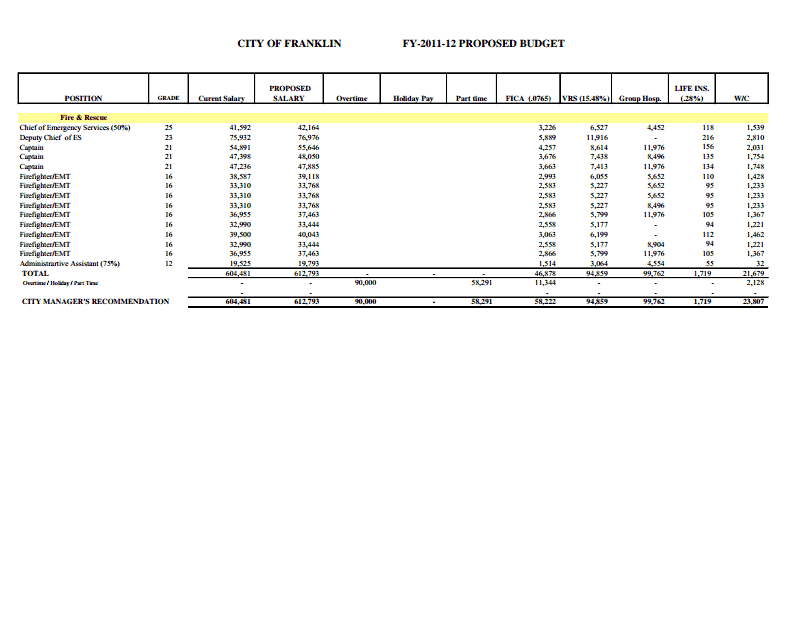 CITY OF FRANKLIN FY-2011-12 PROPOSED BUDGET
POSITION GRADE Curent Salary PROPOSED SALARY Overtime Holiday Pay Part time FICA (.0765) VRS (15.48%) Group Hosp. LIFE INS. (.28%) W/C
Fire & Rescue
Chief of Emergency Services (50%) 25 41,592 42,164 3,226 6,527 4,452 118 1,539
Deputy Chief of ES 23 75,932 76,976 5,889 11,916 - 216 2,810
Captain 21 54,891 55,646 4,257 8,614 11,976 156 2,031
Captain 21 47,398 48,050 3,676 7,438 8,496 135 1,754
Captain 21 47,236 47,885 3,663 7,413 11,976 134 1,748
Firefighter/EMT 16 38,587 39,118 2,993 6,055 5,652 110 1,428
Firefighter/EMT 16 33,310 33,768 2,583 5,227 5,652 95 1,233
Firefighter/EMT 16 33,310 33,768 2,583 5,227 5,652 95 1,233
Firefighter/EMT 16 33,310 33,768 2,583 5,227 8,496 95 1,233
Firefighter/EMT 16 36,955 37,463 2,866 5,799 11,976 105 1,367
Firefighter/EMT 16 32,990 33,444 2,558 5,177 - 94 1,221
Firefighter/EMT 16 39,500 40,043 3,063 6,199 - 112 1,462
Firefighter/EMT 16 32,990 33,444 2,558 5,177 8,904 94 1,221
Firefighter/EMT 16 36,955 37,463 2,866 5,799 11,976 105 1,367
Administrartive Assistant (75%) 12 19,525 19,793 1,514 3,064 4,554 55 32
TOTAL 604,481 612,793 - - - 46,878 94,859 99,762 1,719 21,679
Overtime / Holiday / Part Time - - 90,000 58,291 11,344 - - - 2,128
- - - - - -
CITY MANAGER'S RECOMMENDATION 604,481 612,793 90,000 - 58,291 58,222 94,859 99,762 1,719 23,807